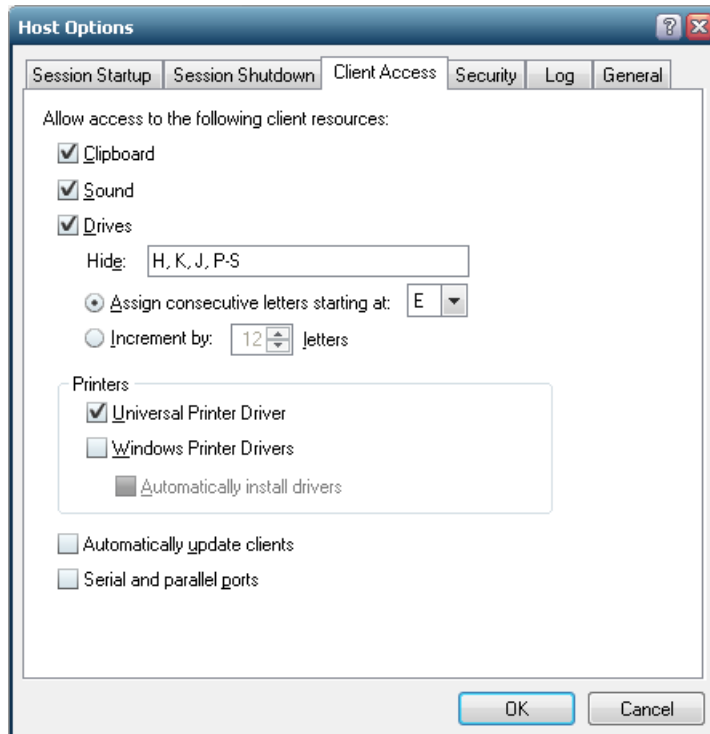 Host Options
Session Startup Session Shutdown Client Access Security Log General
Allow access to the following client resources:
Clipboard
Sound
Drives
Hide: H, K, J, P-S
Assign consecutive letters starting at: E
Increment by: 12 letters
Printers
Universal Printer Driver
Windows Printer Drivers
Automatically install drivers
Automatically update clients
Serial and parallel ports
OK Cancel